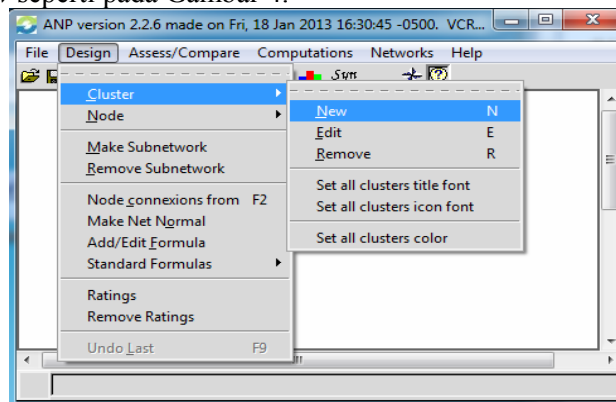 seperti pada Gambar 4.
ANP version 2.2.6 made on Fri, 18 Jan 2013 16:30:45 -0500. VCR...
File Design Assess/Compare Computations Networks Help
Sym
Cluster
Node
Make Subnetwork
Remove Subnetwork
Node connexions from F2
Make Net Normal
Add/Edit Formula
Standard Formulas
Ratings
Remove Ratings
Undo Last F9
New N
Edit E
Remove R
Set all clusters title font
Set all clusters icon font
Set all clusters color